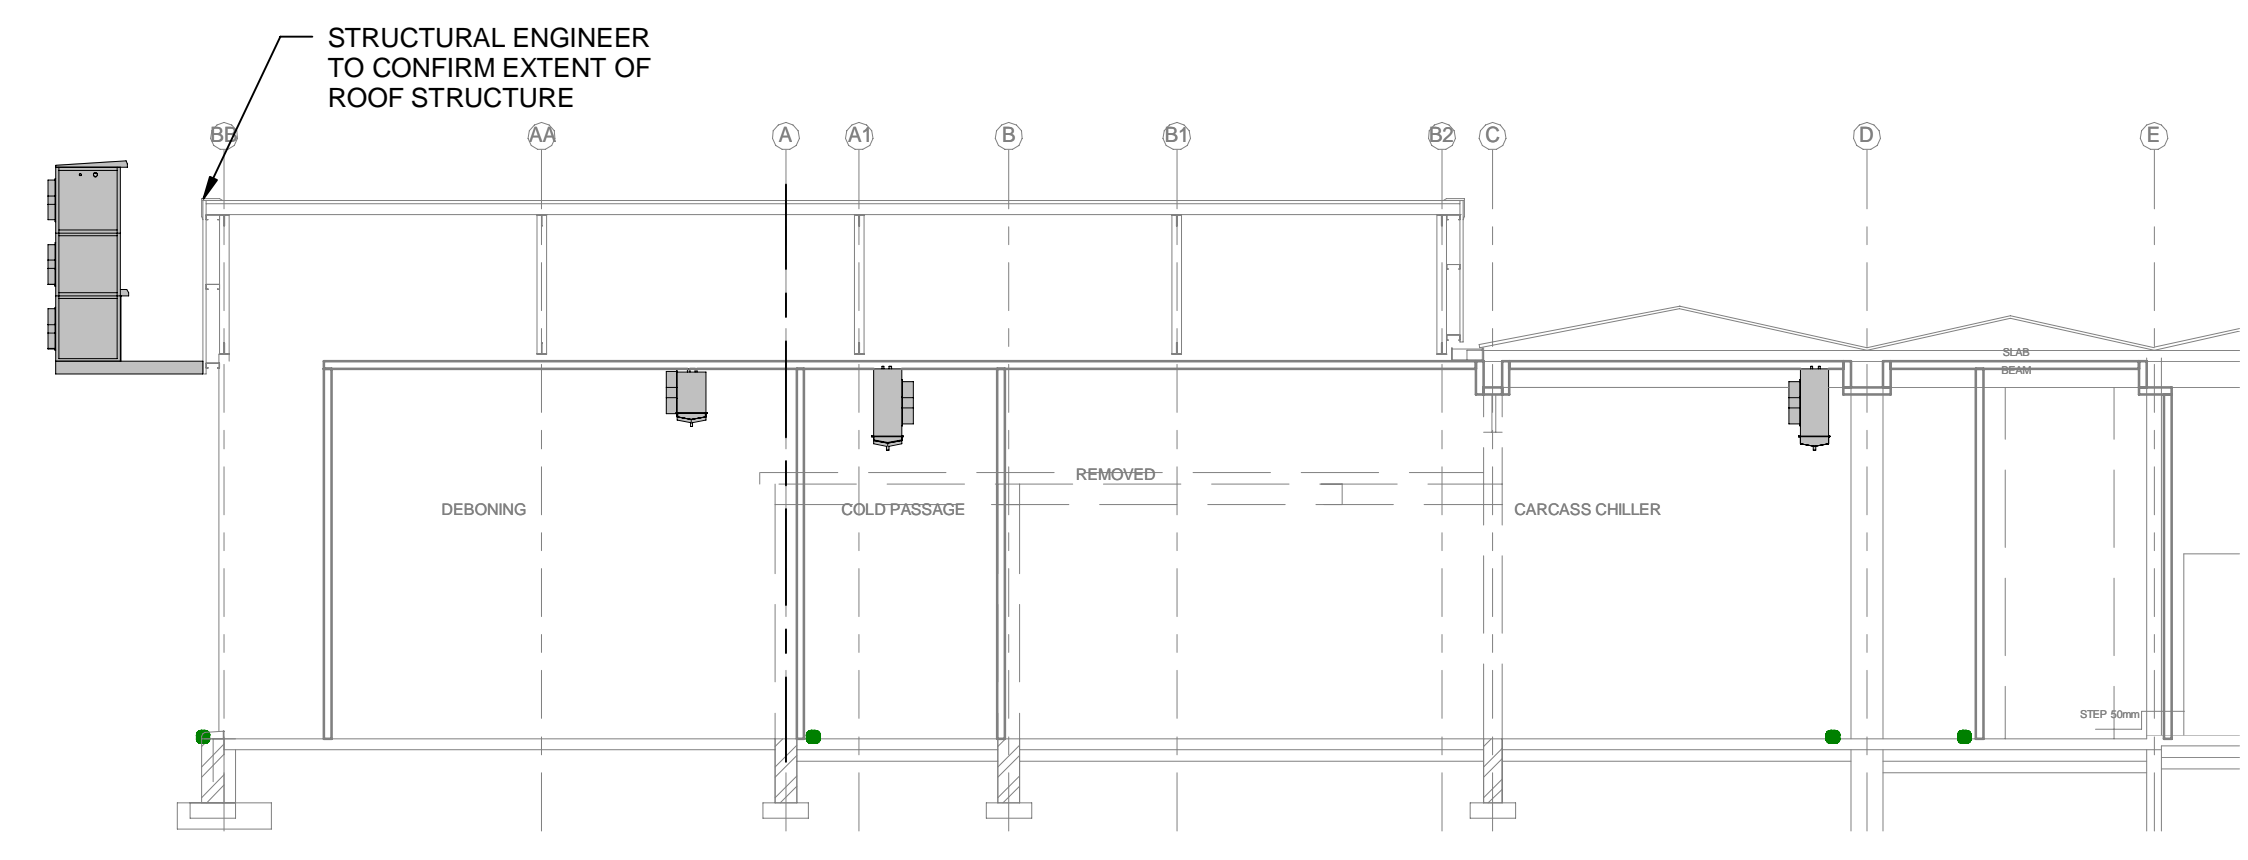 STRUCTURAL ENGINEER
TO CONFIRM EXTENT OF
ROOF STRUCTURE
BB AA A A1 B B1 B2 C D E
SLAB
BEAM
REMOVED
DEBONING COLD PASSAGE CARCASS CHILLER
STEP 50mm